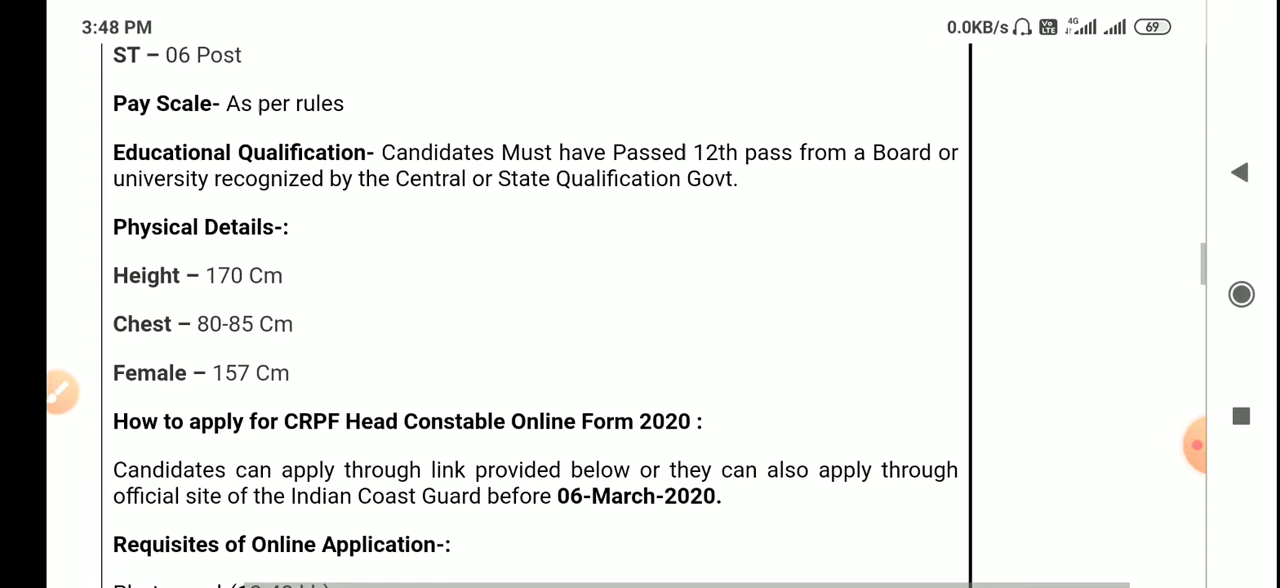 3:48 PM
0.0KB/s Vo LTE 4G 69
ST – 06 Post
Pay Scale- As per rules
Educational Qualification- Candidates Must have Passed 12th pass from a Board or
university recognized by the Central or State Qualification Govt.
Physical Details-:
Height – 170 Cm
Chest – 80-85 Cm
Female – 157 Cm
How to apply for CRPF Head Constable Online Form 2020 :
Candidates can apply through link provided below or they can also apply through
official site of the Indian Coast Guard before 06-March-2020.
Requisites of Online Application-: